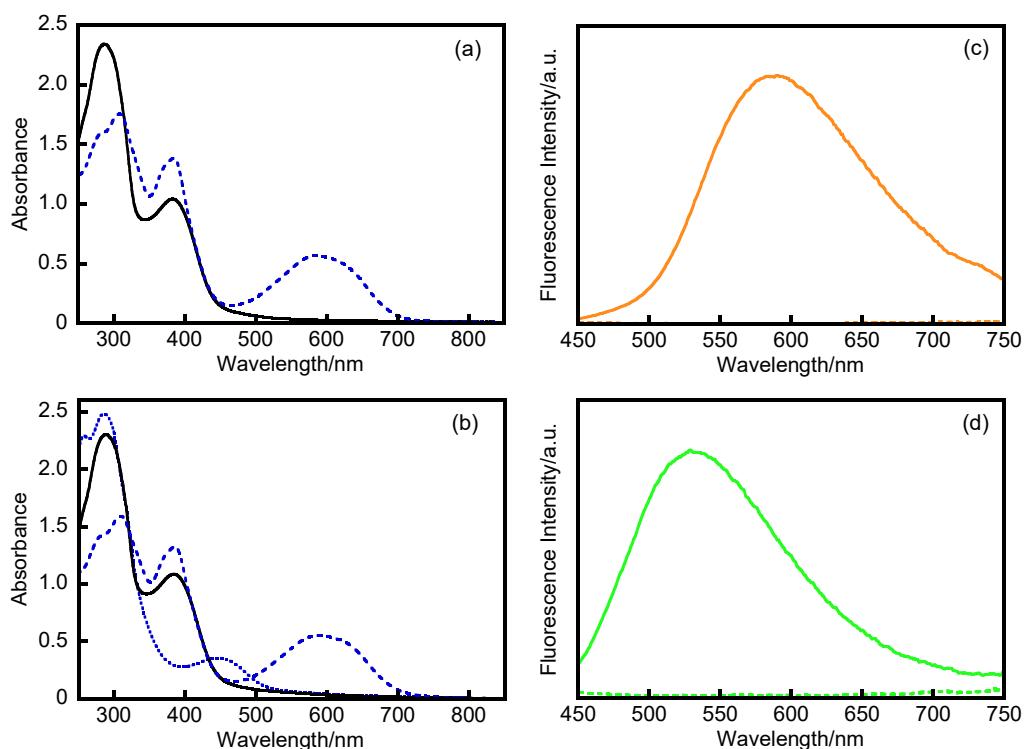 (a)
Absorbance
2.5
2.0
1.5
1.0
0.5
0
300 400 500 600 700 800
Wavelength/nm
(c)
Fluorescence Intensity/a.u.
450 500 550 600 650 700 750
Wavelength/nm
(b)
Absorbance
2.5
2.0
1.5
1.0
0.5
0
300 400 500 600 700 800
Wavelength/nm
(d)
Fluorescence Intensity/a.u.
450 500 550 600 650 700 750
Wavelength/nm